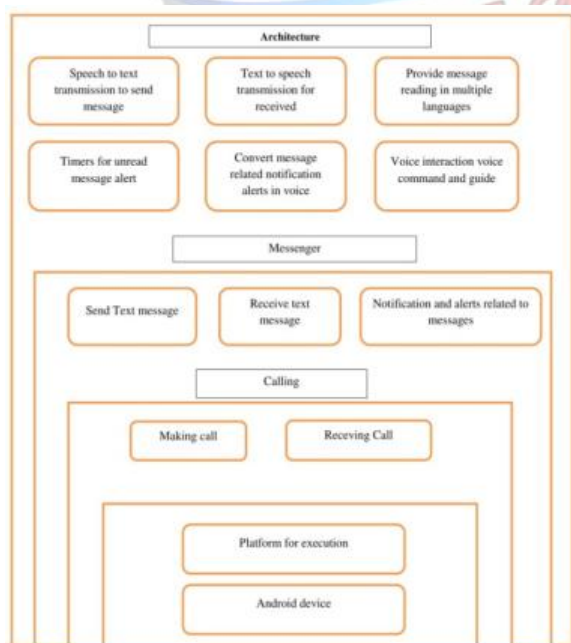 Architecture
Speech to text
transmission to send
message
Text to speech
transmission for
received
Provide message
reading in multiple
languages
Timers for unread
message alert
Convert message
related notification
alerts in voice
Voice interaction voice
command and guide
Messenger
Send Text message
Receive text
message
Notification and alerts related to
messages
Calling
Making call
Receving Call
Platform for execution
Android device